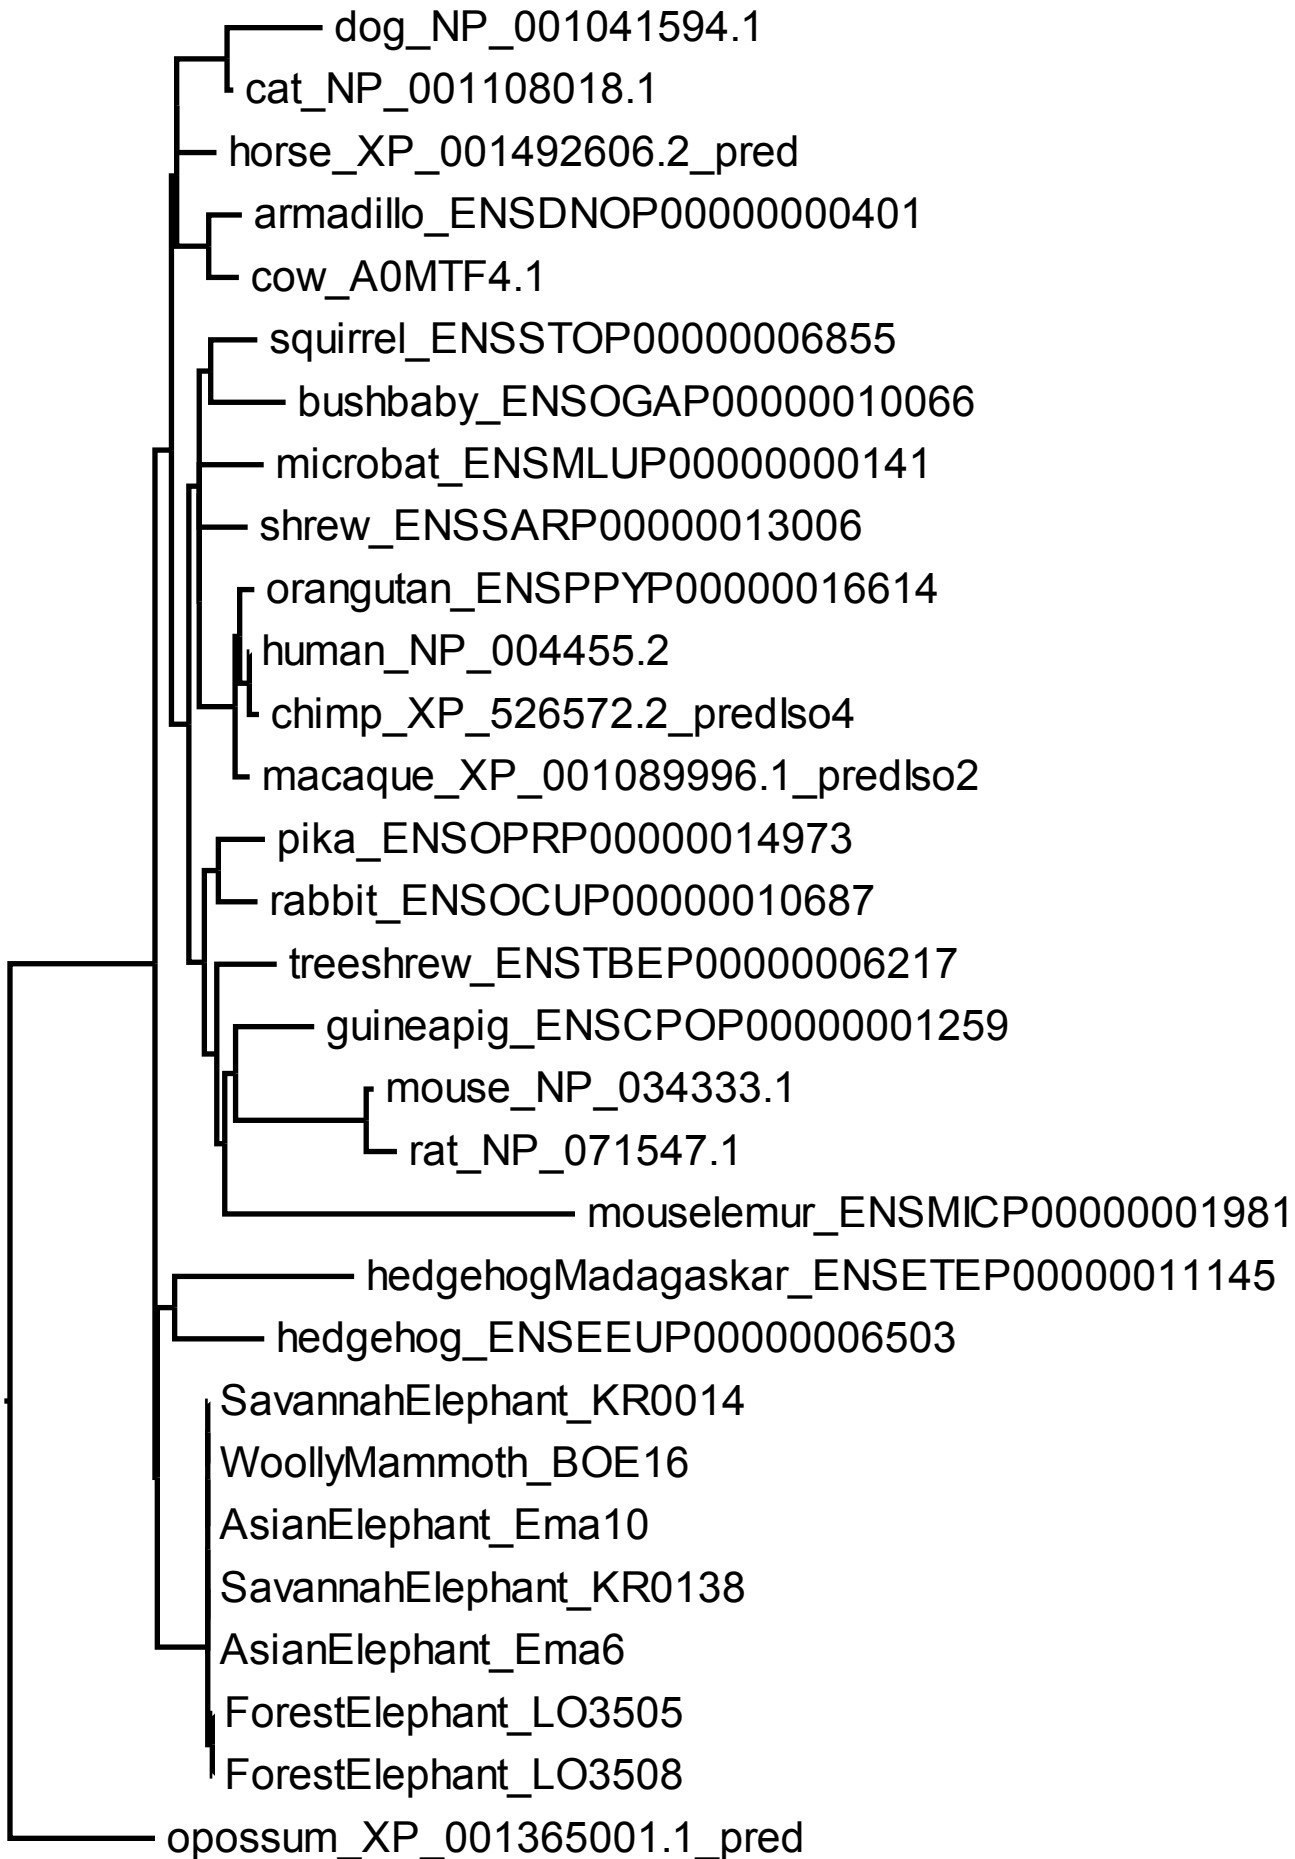 dog_NP_001041594.1
cat_NP_001108018.1
horse_XP_001492606.2_pred
armadillo_ENSDNOP00000000401
cow_A0MTF4.1
squirrel_ENSSTOP00000006855
bushbaby_ENSOGAP00000010066
microbat_ENSMLUP00000000141
shrew_ENSSARP00000013006
orangutan_ENSPPYP00000016614
human_NP_004455.2
chimp_XP_526572.2_predIso4
macaque_XP_001089996.1_predIso2
pika_ENSOPRP00000014973
rabbit_ENSOCUP00000010687
treeshrew_ENSTBEP00000006217
guineapig_ENSCPOP00000001259
mouse_NP_034333.1
rat_NP_071547.1
mouselemur_ENSMICP00000001981
hedgehogMadagaskar_ENSETEP00000011145
hedgehog_ENSEEUP00000006503
SavannahElephant_KR0014
WoollyMammoth_BOE16
AsianElephant_Ema10
SavannahElephant_KR0138
AsianElephant_Ema6
ForestElephant_LO3505
ForestElephant_LO3508
opossum_XP_001365001.1_pred